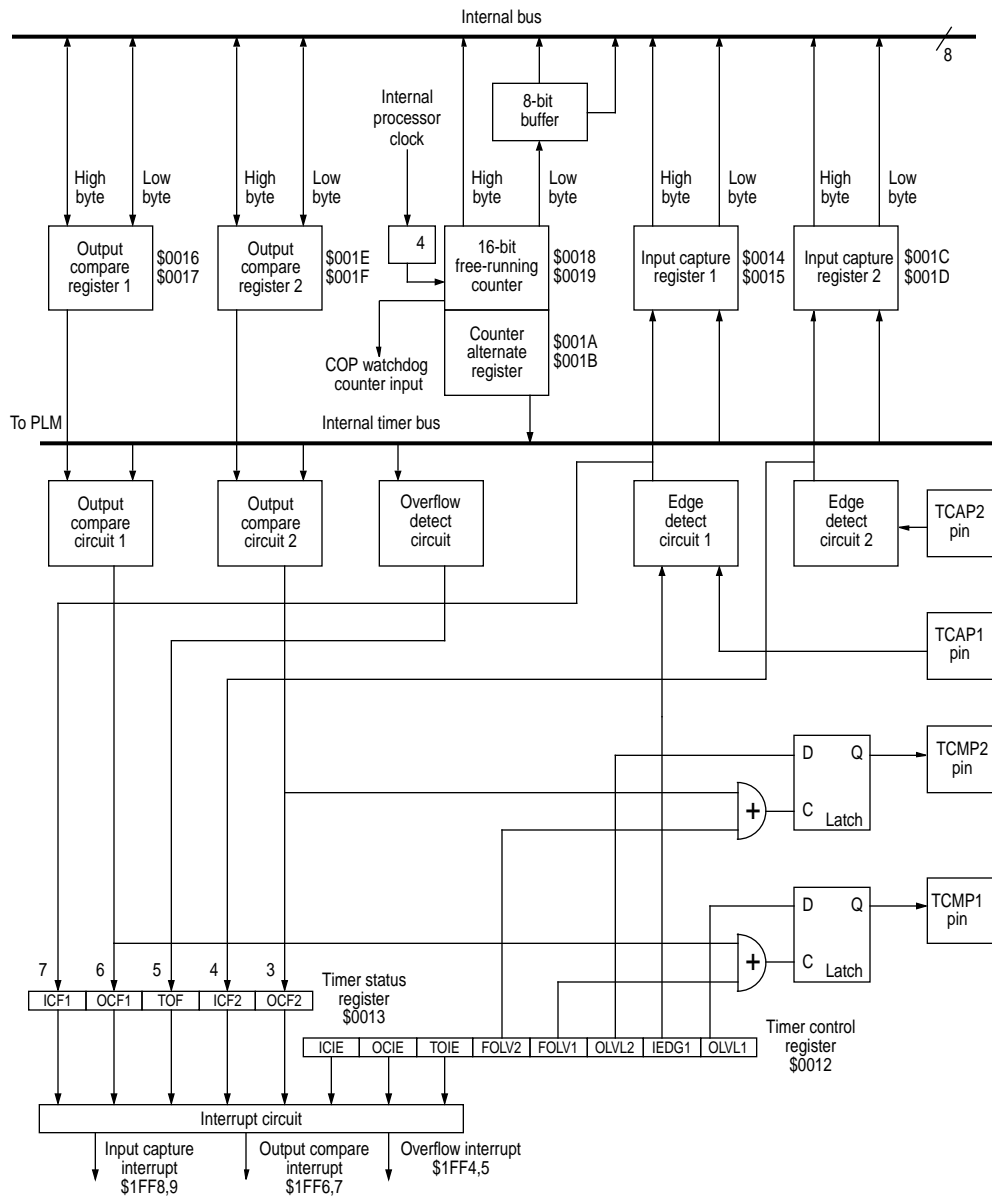 Internal bus
8
Internal
processor
clock
8-bit
buffer
High
byte
Low
byte
High
byte
Low
byte
High
byte
Low
byte
High
byte
Low
byte
High
byte
Low
byte
Output
compare
register 1
$0016
$0017
Output
compare
register 2
$001E
$001F
4
16-bit
free-running
counter
$0018
$0019
Input capture
register 1
$0014
$0015
Input capture
register 2
$001C
$001D
COP watchdog
counter input
Counter
alternate
register
$001A
$001B
To PLM
Internal timer bus
Output
compare
circuit 1
Output
compare
circuit 2
Overflow
detect
circuit
Edge
detect
circuit 1
Edge
detect
circuit 2
TCAP2
pin
TCAP1
pin
D Q
C
Latch
TCMP2
pin
+
D Q
C
Latch
TCMP1
pin
+
7 6 5 4 3
ICF1 OCF1 TOF ICF2 OCF2
Timer status
register
$0013
ICIE OCIE TOIE FOLV2 FOLV1 OLVL2 IEDG1 OLVL1
Timer control
register
$0012
Interrupt circuit
Input capture
interrupt
$1FF8,9
Output compare
interrupt
$1FF6,7
Overflow interrupt
$1FF4,5